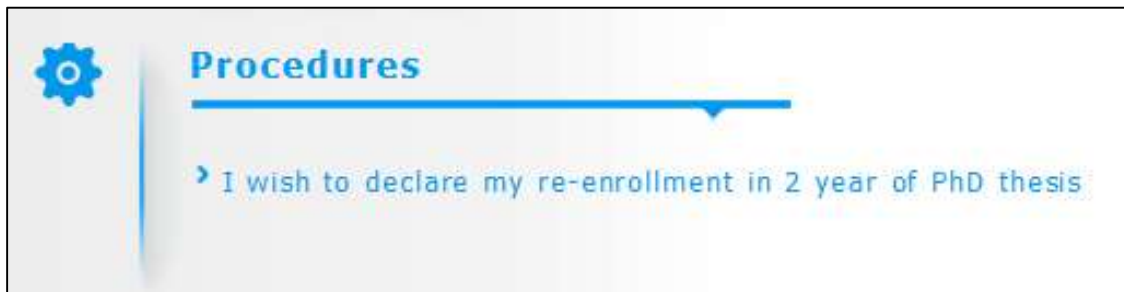 Procedures
I wish to declare my re-enrollment in 2 year of PhD thesis